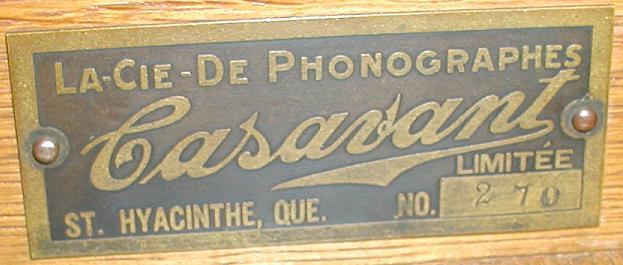 LA-CIE-DE PHONOGRAPHES
Casavant
LIMITÉE
ST. HYACINTHE, QUE. NO. 270